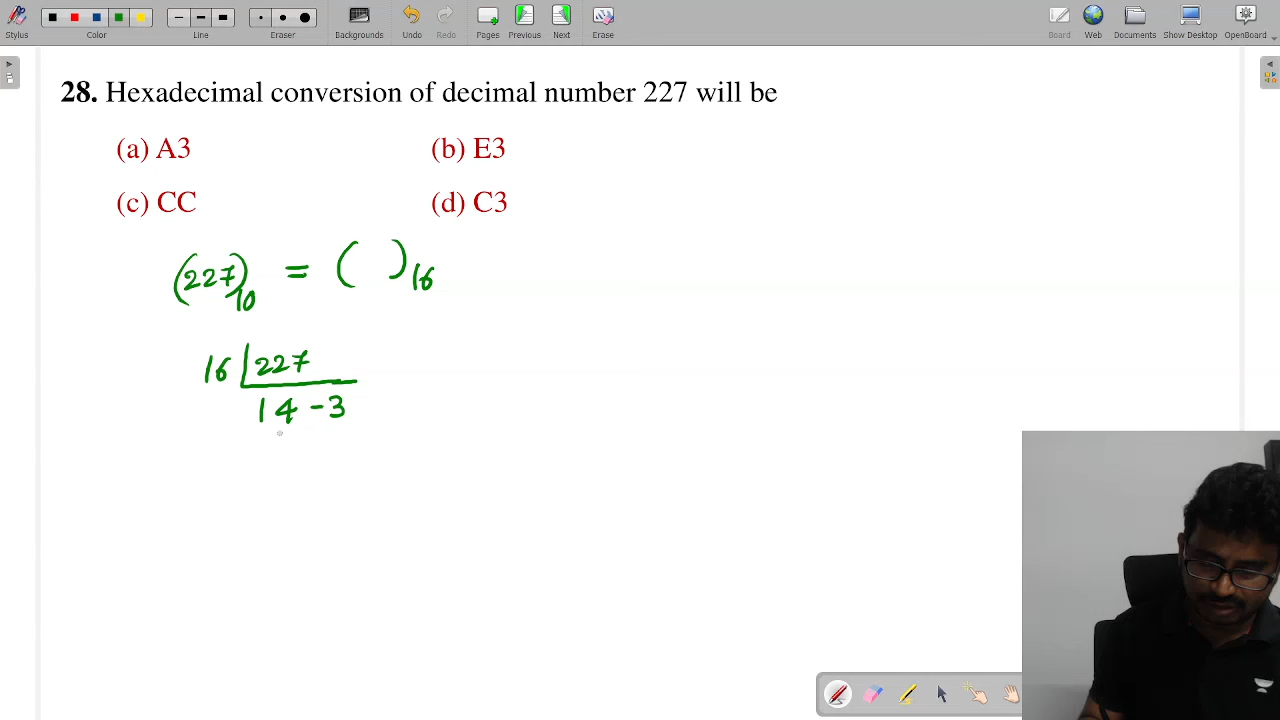 Stylus Color Line Eraser Backgrounds Undo Redo Pages Previous Next Erase Board Web Documents Show Desktop OpenBoard
28. Hexadecimal conversion of decimal number 227 will be
(a) A3 (b) E3
(c) CC (d) C3
(227)10 = ( )16
16 227
14 - 3